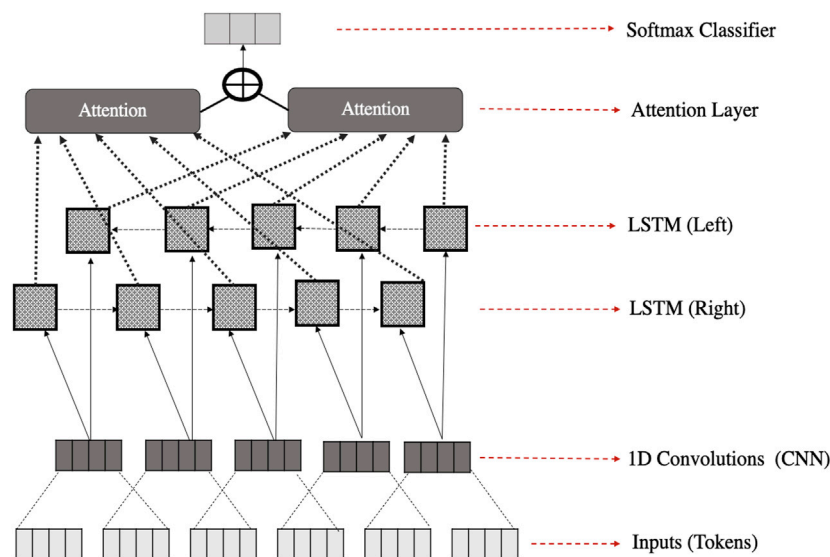 Softmax Classifier
Attention
Attention
Attention Layer
LSTM (Left)
LSTM (Right)
1D Convolutions (CNN)
Inputs (Tokens)